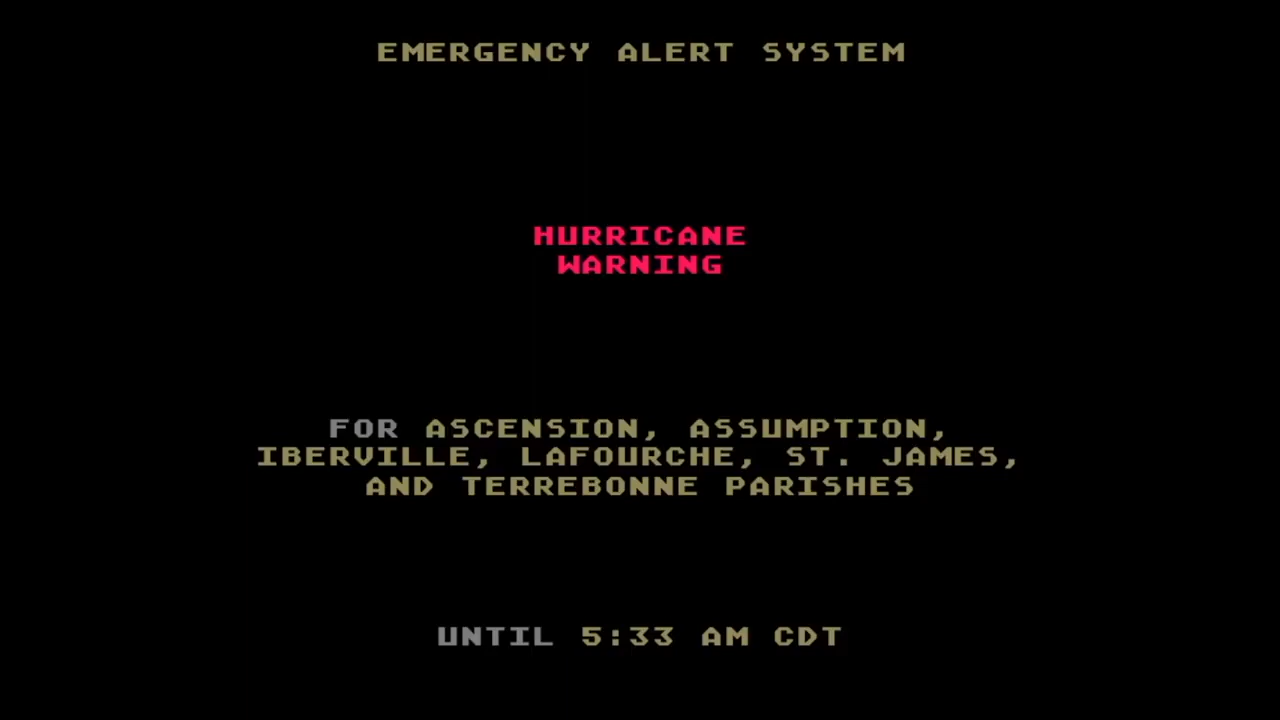 EMERGENCY ALERT SYSTEM
HURRICANE
WARNING
FOR ASCENSION, ASSUMPTION,
IBERVILLE, LAFOURCHE, ST. JAMES,
AND TERREBONNE PARISHES
UNTIL 5:33 AM CDT